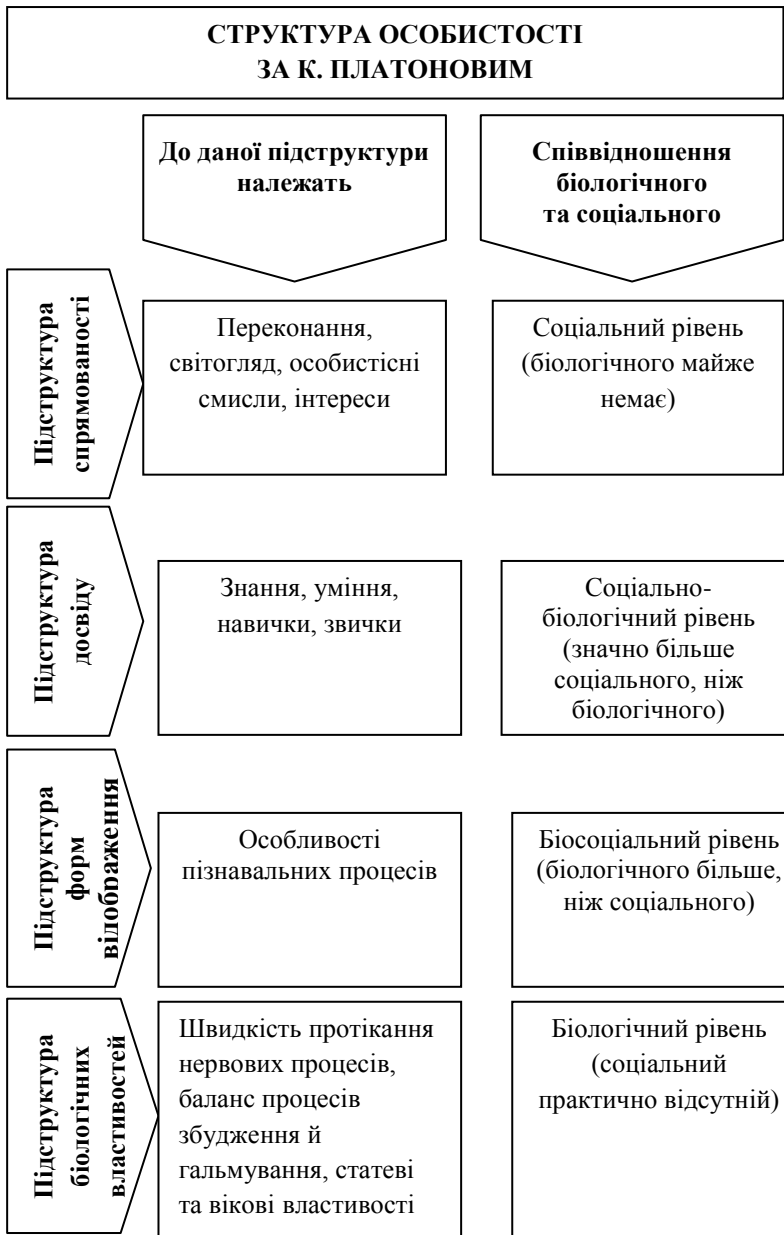 СТРУКТУРА ОСОБИСТОСТІ
ЗА К. ПЛАТОНОВИМ
До даної підструктури
належать
Співвідношення
біологічного
та соціального
Підструктура
спрямованості
Переконання,
світогляд, особистісні
смисли, інтереси
Соціальний рівень
(біологічного майже
немає)
Підструктура
досвіду
Знання, уміння,
навички, звички
Соціально-
біологічний рівень
(значно більше
соціального, ніж
біологічного)
Підструктура
форм
відображення
Особливості
пізнавальних процесів
Біосоціальний рівень
(біологічного більше,
ніж соціального)
Підструктура
біологічних
властивостей
Швидкість протікання
нервових процесів,
баланс процесів
збудження й
гальмування, статеві
та вікові властивості
Біологічний рівень
(соціальний
практично відсутній)